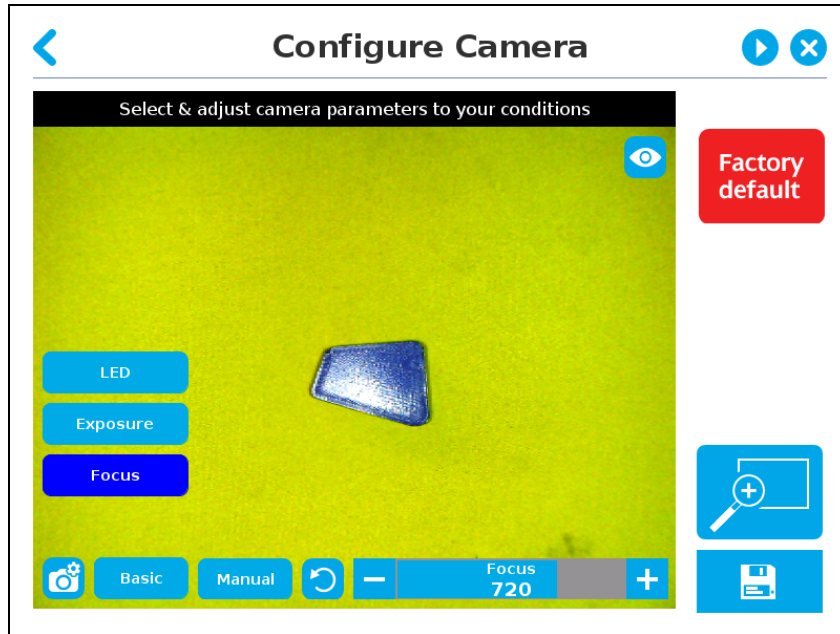 Configure Camera
Select & adjust camera parameters to your conditions
Factory
default
LED
Exposure
Focus
Basic
Manual
Focus
720